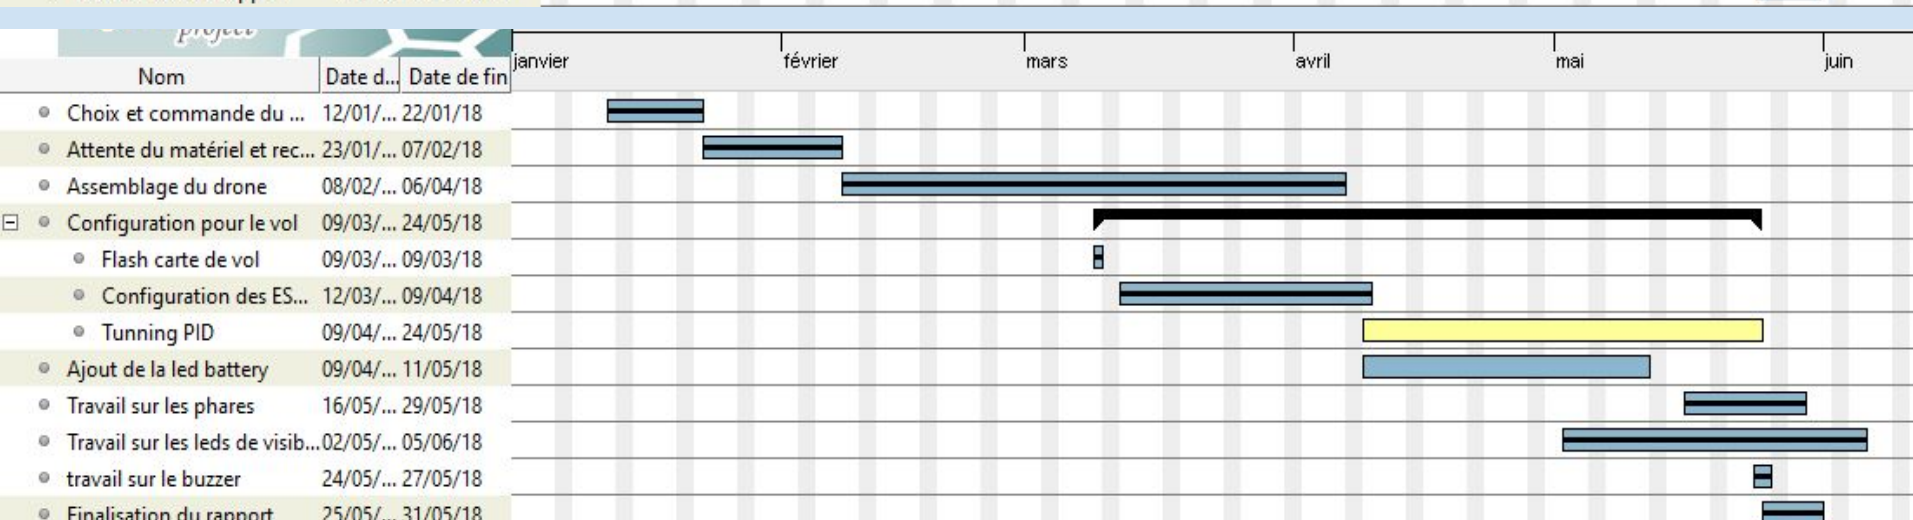 project
janvier février mars avril mai juin
Nom Date d... Date de fin
Choix et commande du ... 12/01/... 22/01/18
Attente du matériel et rec... 23/01/... 07/02/18
Assemblage du drone 08/02/... 06/04/18
Configuration pour le vol 09/03/... 24/05/18
Flash carte de vol 09/03/... 09/03/18
Configuration des ES... 12/03/... 09/04/18
Tunning PID 09/04/... 24/05/18
Ajout de la led battery 09/04/... 11/05/18
Travail sur les phares 16/05/... 29/05/18
Travail sur les leds de visib... 02/05/... 05/06/18
travail sur le buzzer 24/05/... 27/05/18
Finalisation du rapport 25/05/... 31/05/18